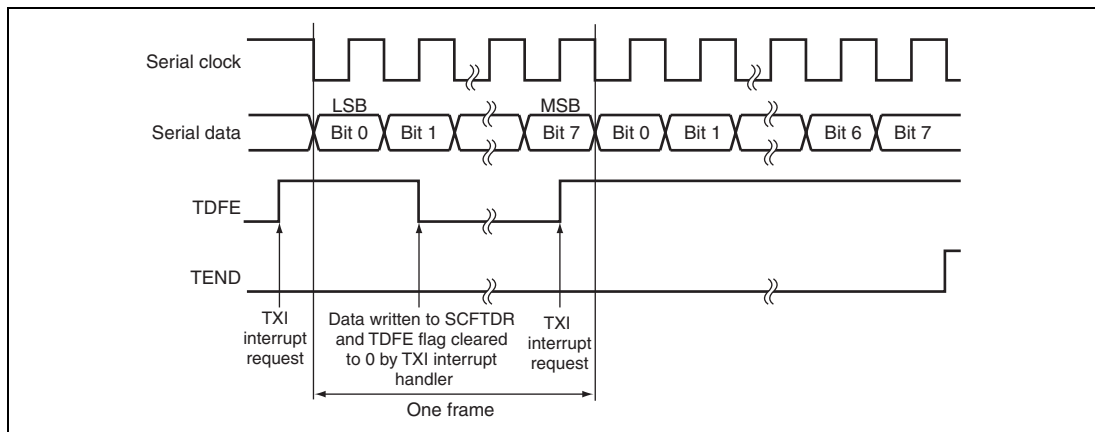 Serial clock
LSB
MSB
Serial data
Bit 0
Bit 1
Bit 7
Bit 0
Bit 1
Bit 6
Bit 7
TDFE
TEND
TXI
interrupt
request
Data written to SCFTDR
and TDFE flag cleared
to 0 by TXI interrupt
handler
TXI
interrupt
request
One frame